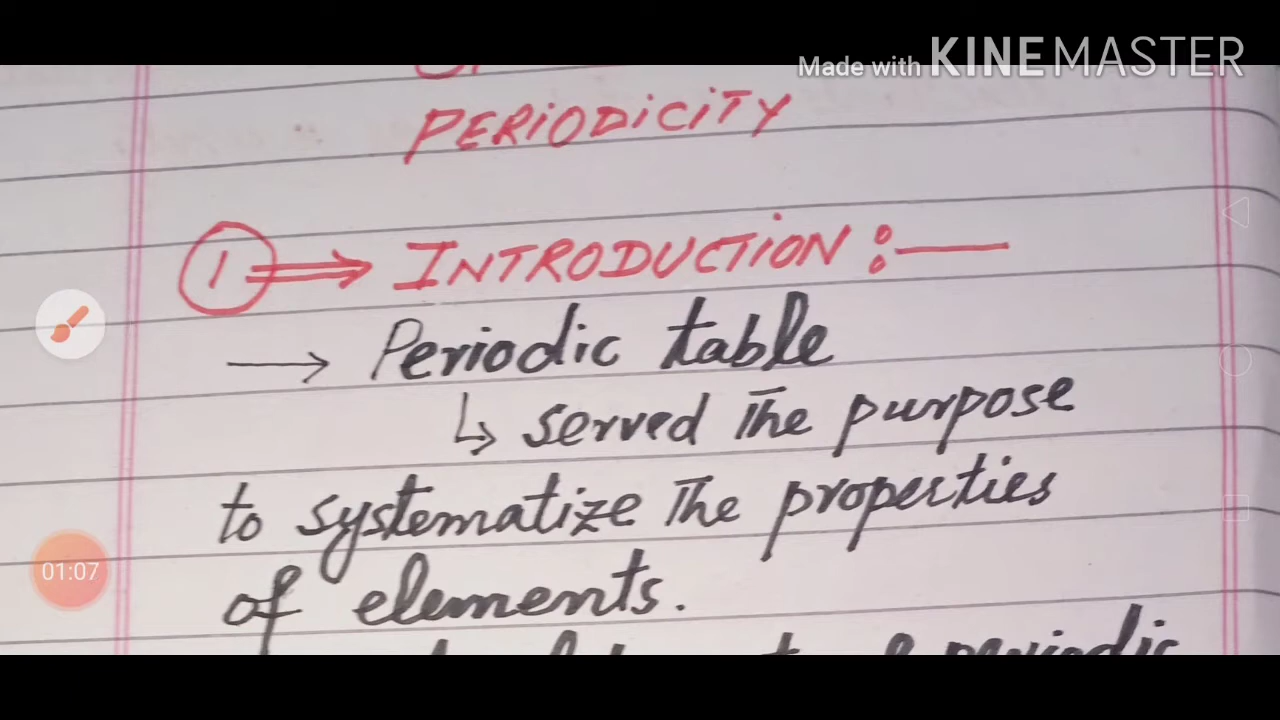 Made with KINEMASTER
PERIODICITY
1 ⇒ INTRODUCTION :—
→ Periodic table
↳ served the purpose
to systematize the properties
of elements.
periodic
01:07